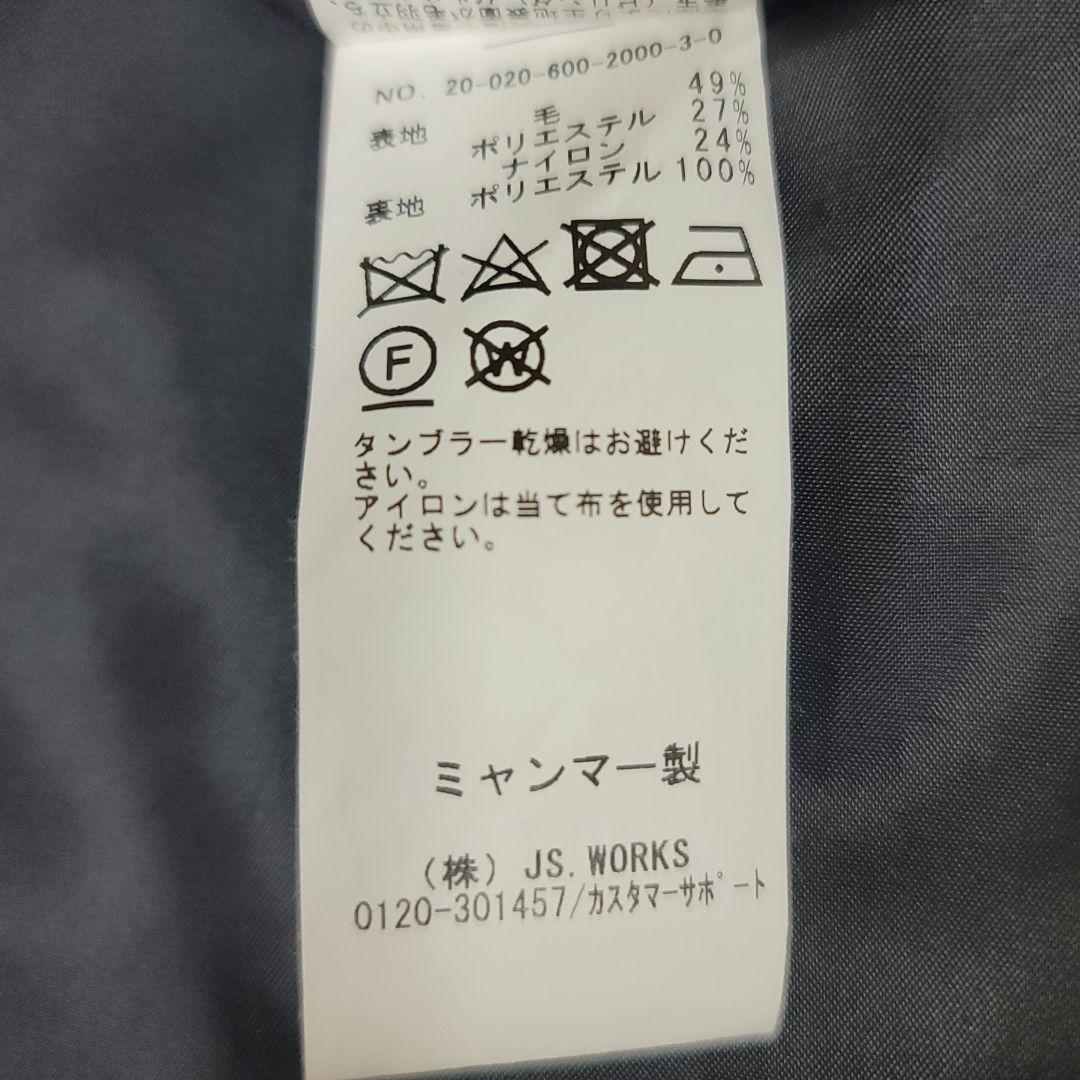 NO. 20-020-600-2000-3-0
表地 毛 49%
ポリエステル 27%
ナイロン 24%
裏地 ポリエステル 100%
F
W
タンブラー乾燥はお避けくだ
さい。
アイロンは当て布を使用して
ください。
ミャンマー製
(株) JS.WORKS
0120-301457/カスタマーサポート